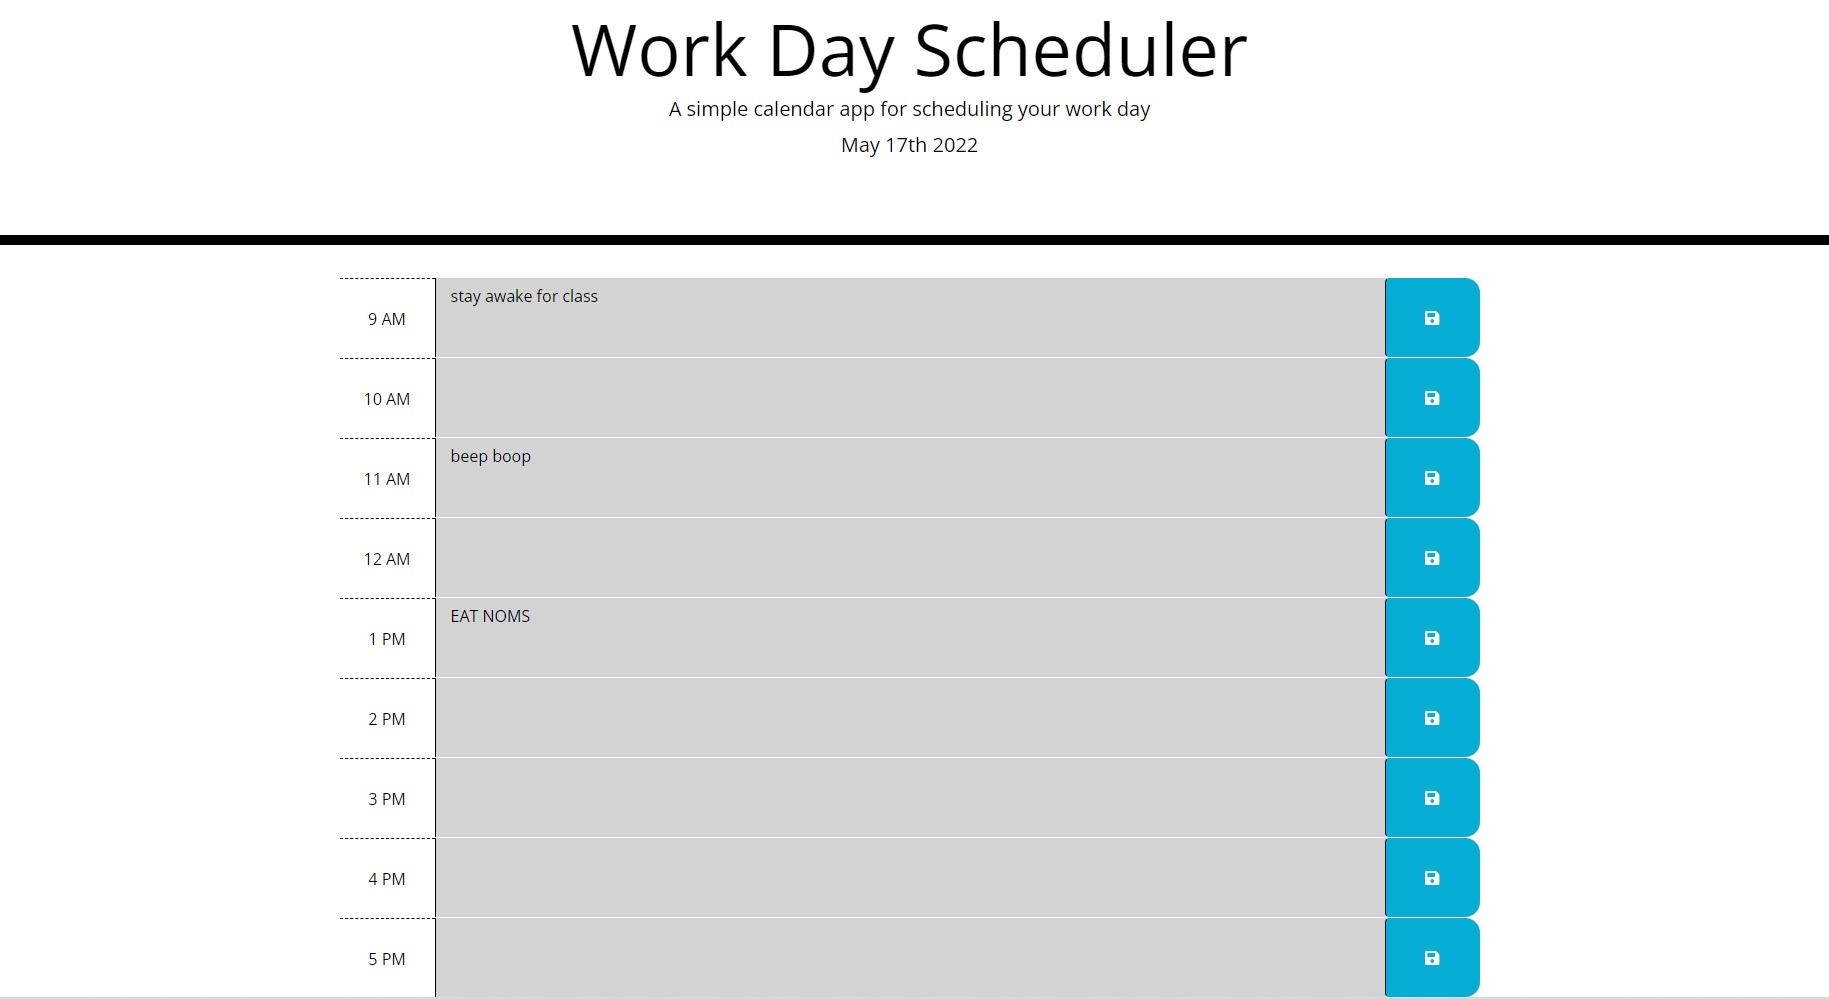 Work Day Scheduler
A simple calendar app for scheduling your work day
May 17th 2022
9 AM
stay awake for class
10 AM
11 AM
beep boop
12 AM
1 PM
EAT NOMS
2 PM
3 PM
4 PM
5 PM